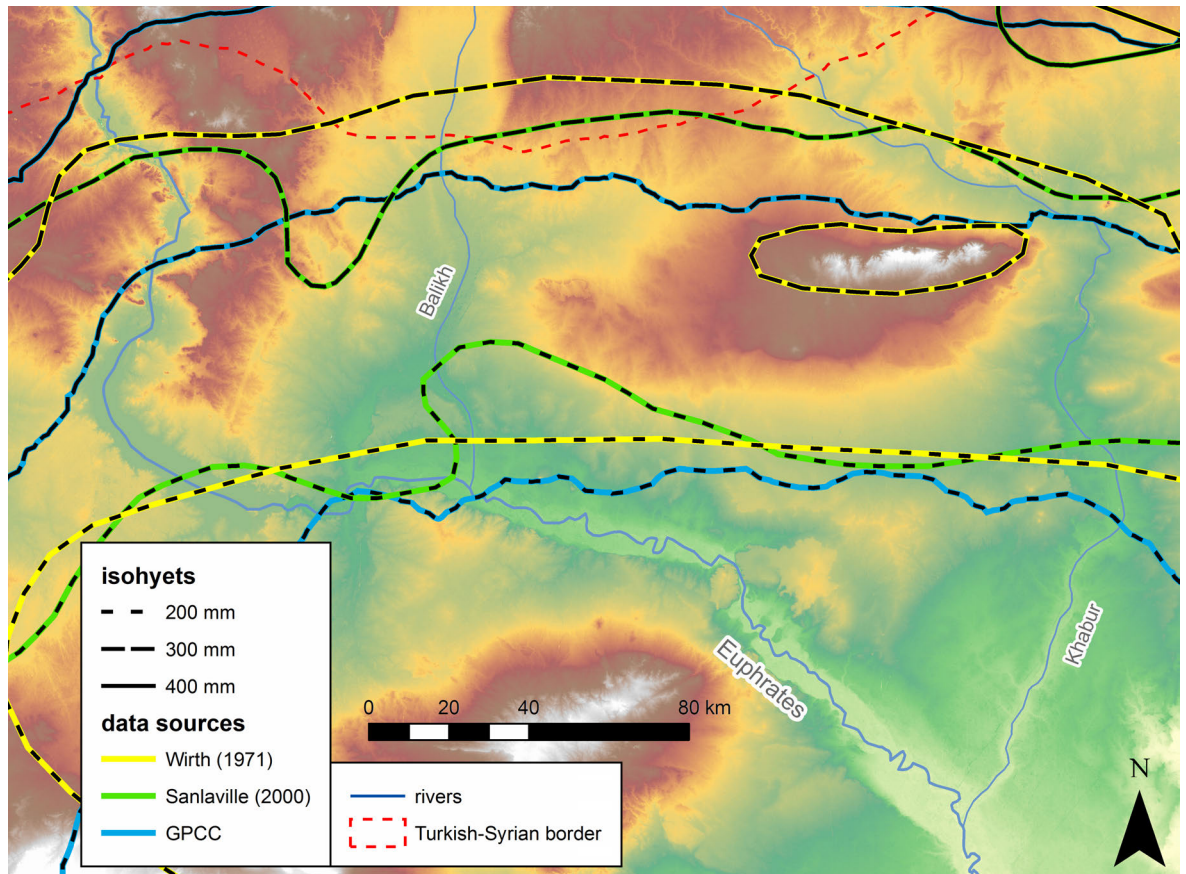 Balikh
Euphrates
Khabur
isohyets
200 mm
300 mm
400 mm
data sources
Wirth (1971)
Sanlaville (2000)
GPCC
rivers
Turkish-Syrian border
0 20 40 80 km
N